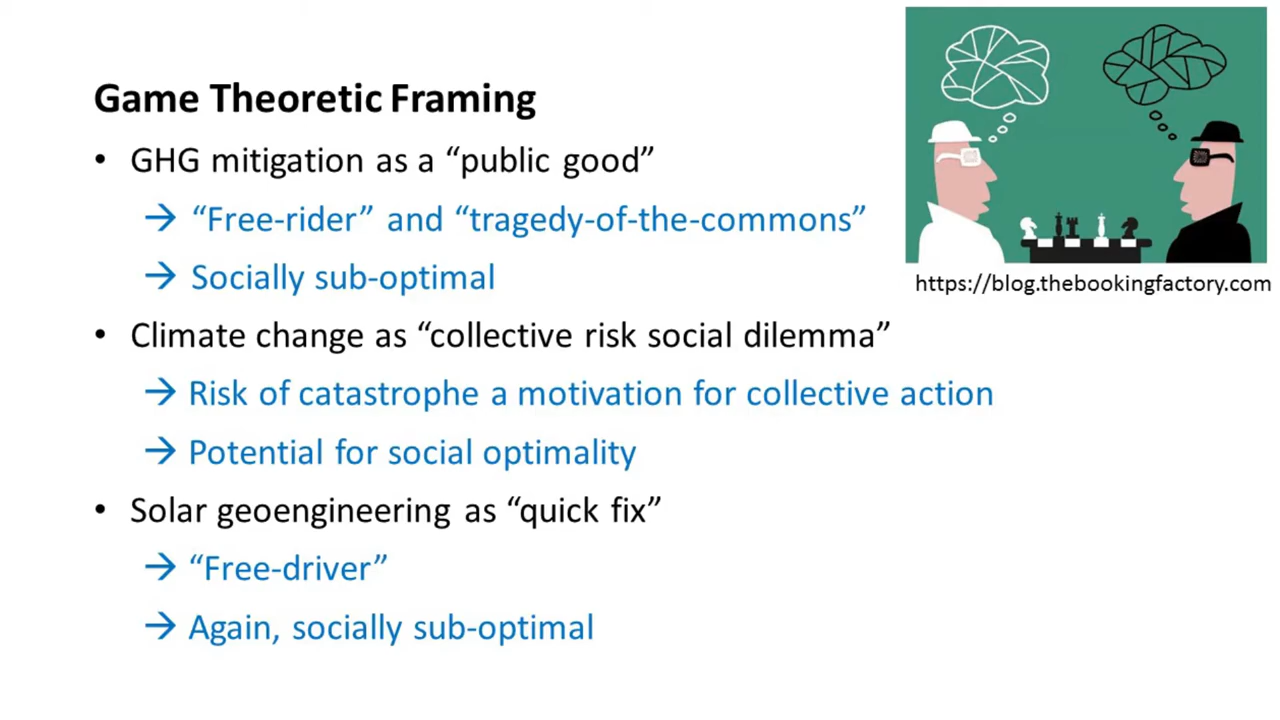 Game Theoretic Framing
• GHG mitigation as a “public good”
→ “Free-rider” and “tragedy-of-the-commons”
→ Socially sub-optimal
https://blog.thebookingfactory.com
• Climate change as “collective risk social dilemma”
→ Risk of catastrophe a motivation for collective action
→ Potential for social optimality
• Solar geoengineering as “quick fix”
→ “Free-driver”
→ Again, socially sub-optimal